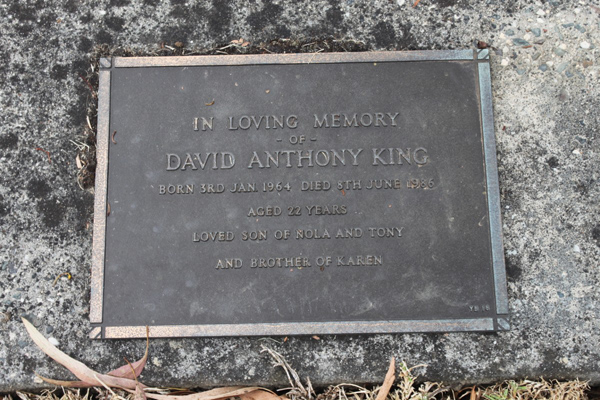 IN LOVING MEMORY
- OF -
DAVID ANTHONY KING
BORN 3RD JAN. 1964 DIED 8TH JUNE 1986
AGED 22 YEARS
LOVED SON OF NOLA AND TONY
AND BROTHER OF KAREN